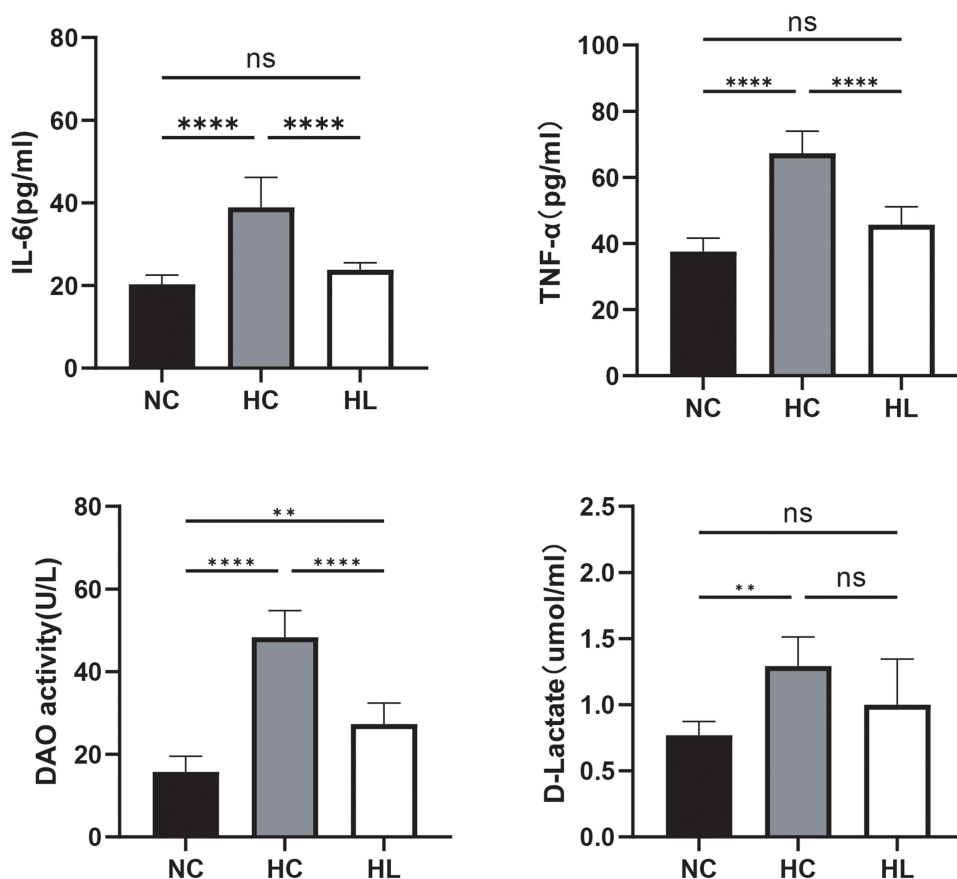 IL-6(pg/ml)
80
60
40
20
0
ns
**** ****
NC HC HL
TNF-α(pg/ml)
100
80
60
40
20
0
ns
**** ****
NC HC HL
DAO activity(U/L)
80
60
40
20
0
**
**** ****
NC HC HL
D-Lactate(umol/ml)
2.5
2.0
1.5
1.0
0.5
0.0
ns
** ns
NC HC HL